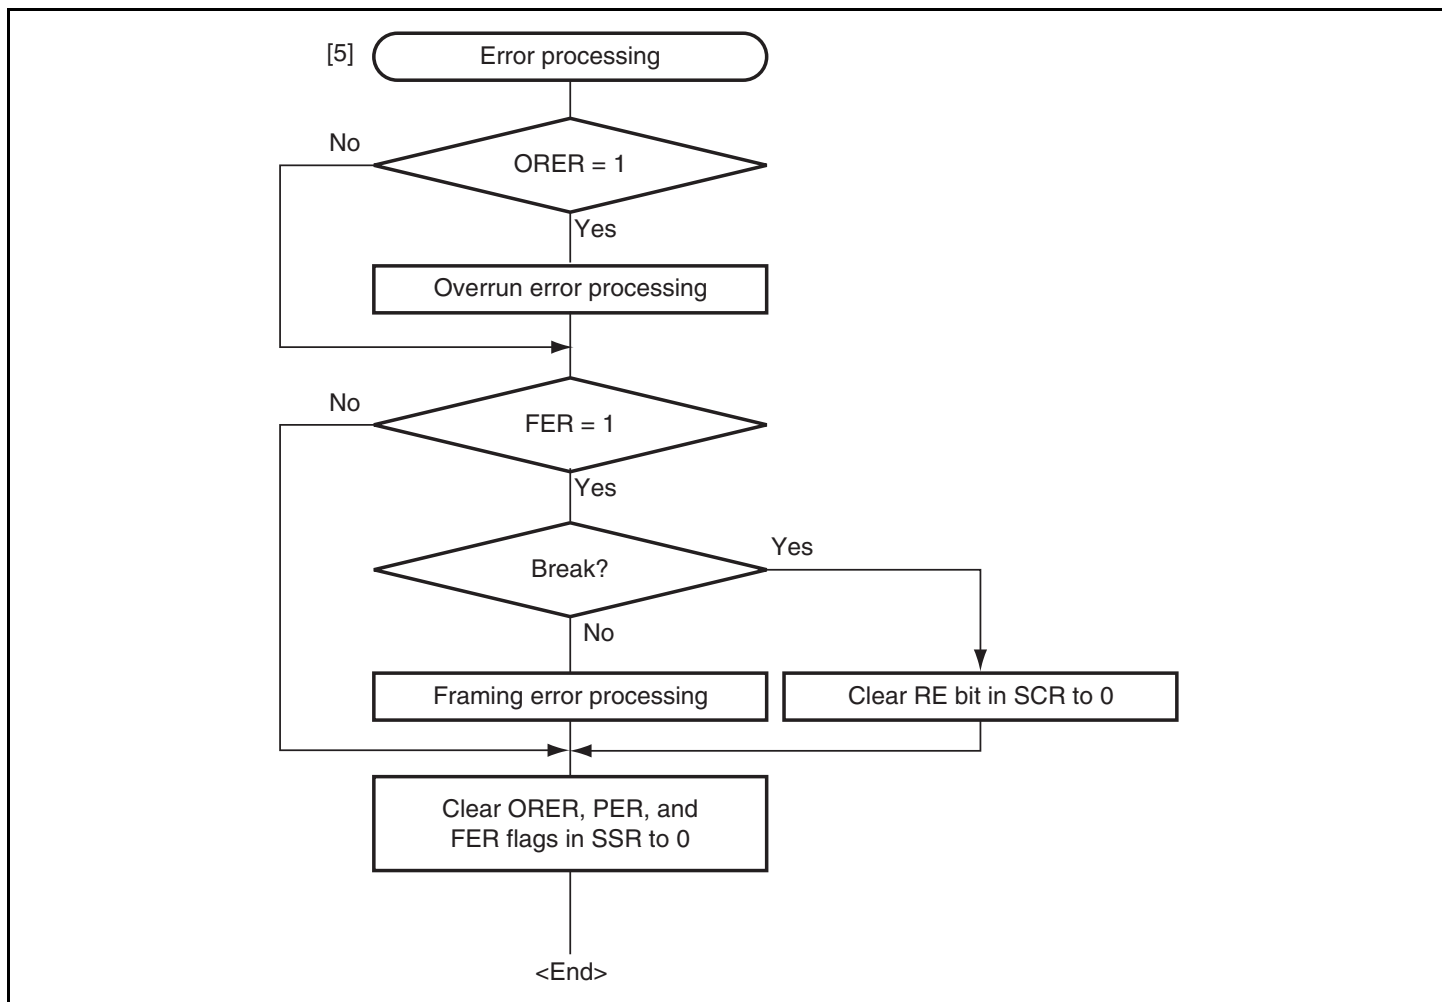 [5] Error processing
No
ORER = 1
Yes
Overrun error processing
No
FER = 1
Yes
Yes
Break?
No
Framing error processing
Clear RE bit in SCR to 0
Clear ORER, PER, and
FER flags in SSR to 0
<End>